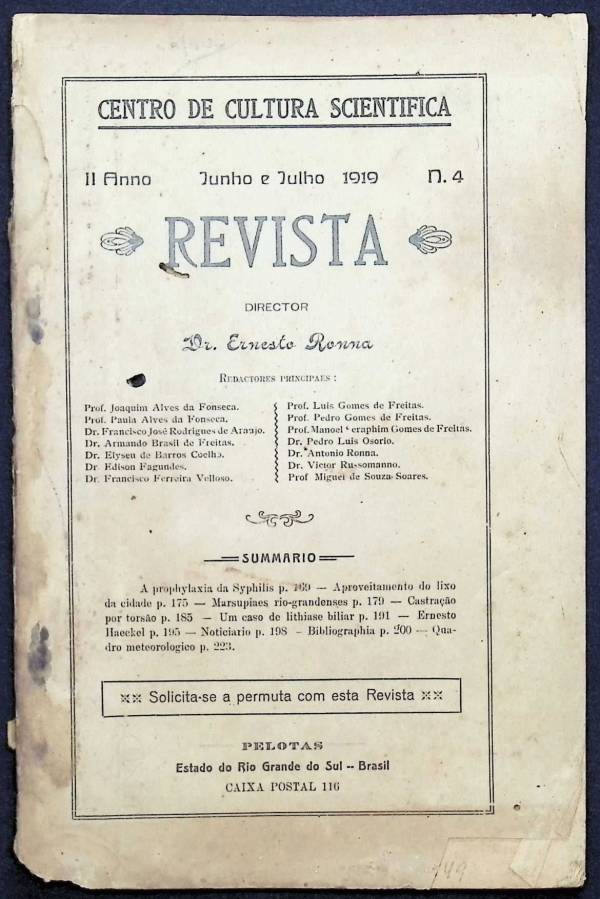 CENTRO DE CULTURA SCIENTIFICA
II Anno Junho e Julho 1919 N. 4
REVISTA
DIRECTOR
Dr. Ernesto Ronna
REDACTORES PRINCIPAES:
Prof. Joaquim Alves da Fonseca.
Prof. Paula Alves da Fonseca.
Dr. Francisco José Rodrigues de Araujo.
Dr. Armando Brasil de Freitas.
Dr. Elyseu de Barros Coelho.
Dr. Edison Fagundes.
Dr. Francisco Ferreira Velloso.
Prof. Luis Gomes de Freitas.
Prof. Pedro Gomes de Freitas.
Prof. Manoel Seraphim Gomes de Freitas.
Dr. Pedro Luis Osorio.
Dr. Antonio Ronna.
Dr. Victor Russomanno.
Prof Miguel de Souza Soares.
SUMMARIO
A prophylaxia da Syphilis p. 169 — Aproveitamento do lixo
da cidade p. 175 — Marsupiaes rio-grandenses p. 179 — Castração
por torsão p. 185 — Um caso de lithiase biliar p. 191 — Ernesto
Haeckel p. 195 — Noticiario p. 198 – Bibliographia p. 200 — Qua-
dro meteorologico p. 223.
Solicita-se a permuta com esta Revista
PELOTAS
Estado do Rio Grande do Sul -- Brasil
CAIXA POSTAL 116